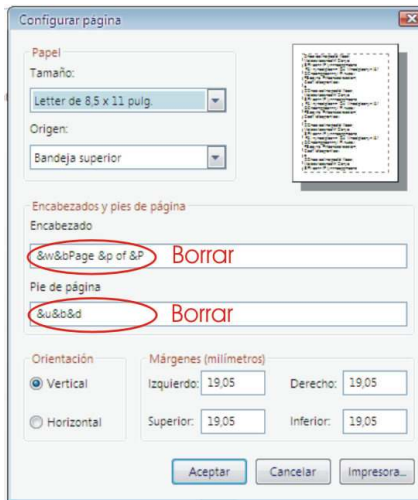 Configurar página
Papel
Tamaño:
Letter de 8,5 x 11 pulg.
Origen:
Bandeja superior
Encabezados y pies de página
Encabezado
&w&bPage &p of &P Borrar
Pie de página
&u&b&d Borrar
Orientación
Vertical
Horizontal
Márgenes (milímetros)
Izquierdo: 19,05 Derecho: 19,05
Superior: 19,05 Inferior: 19,05
Aceptar Cancelar Impresora...